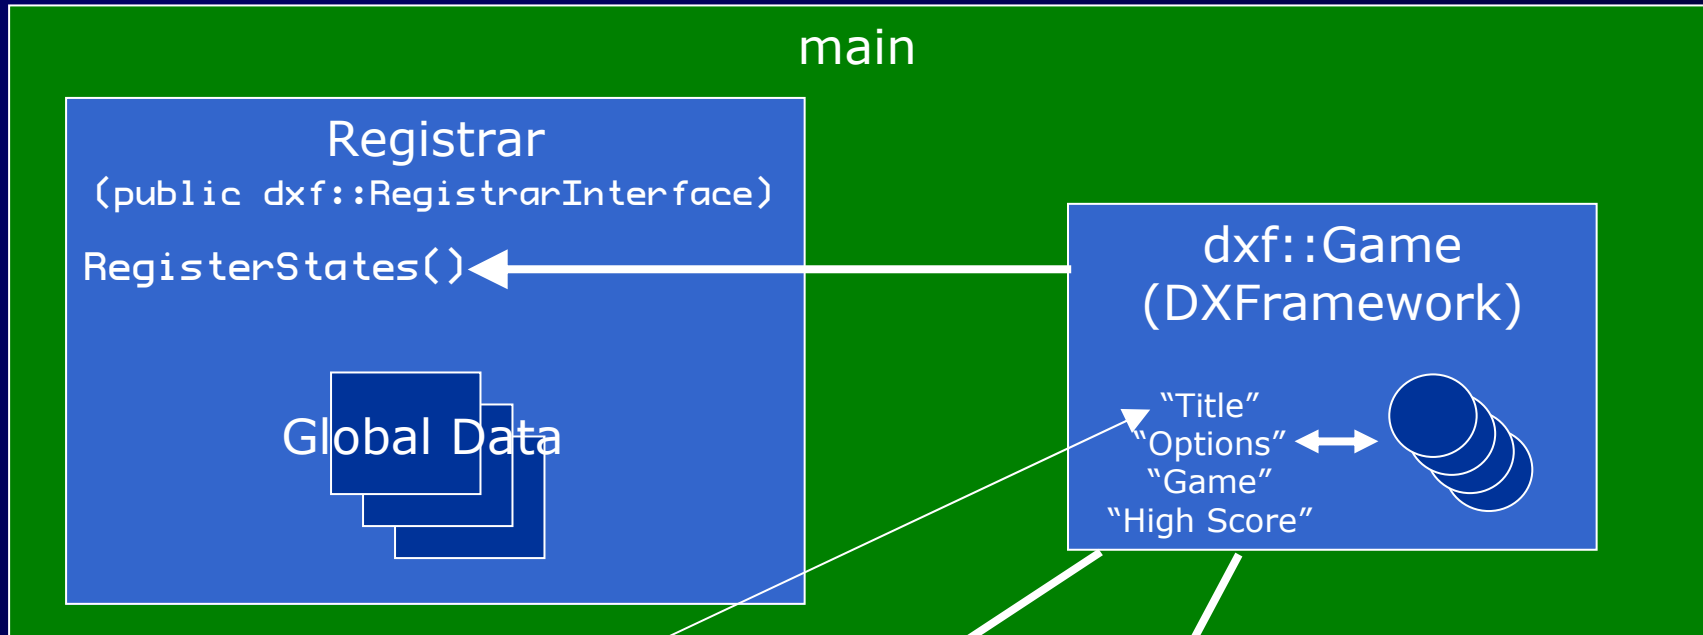 main
Registrar
(public dxf::RegistrarInterface)
RegisterStates()
Global Data
dxf::Game
(DXFramework)
“Title”
“Options”
“Game”
“High Score”